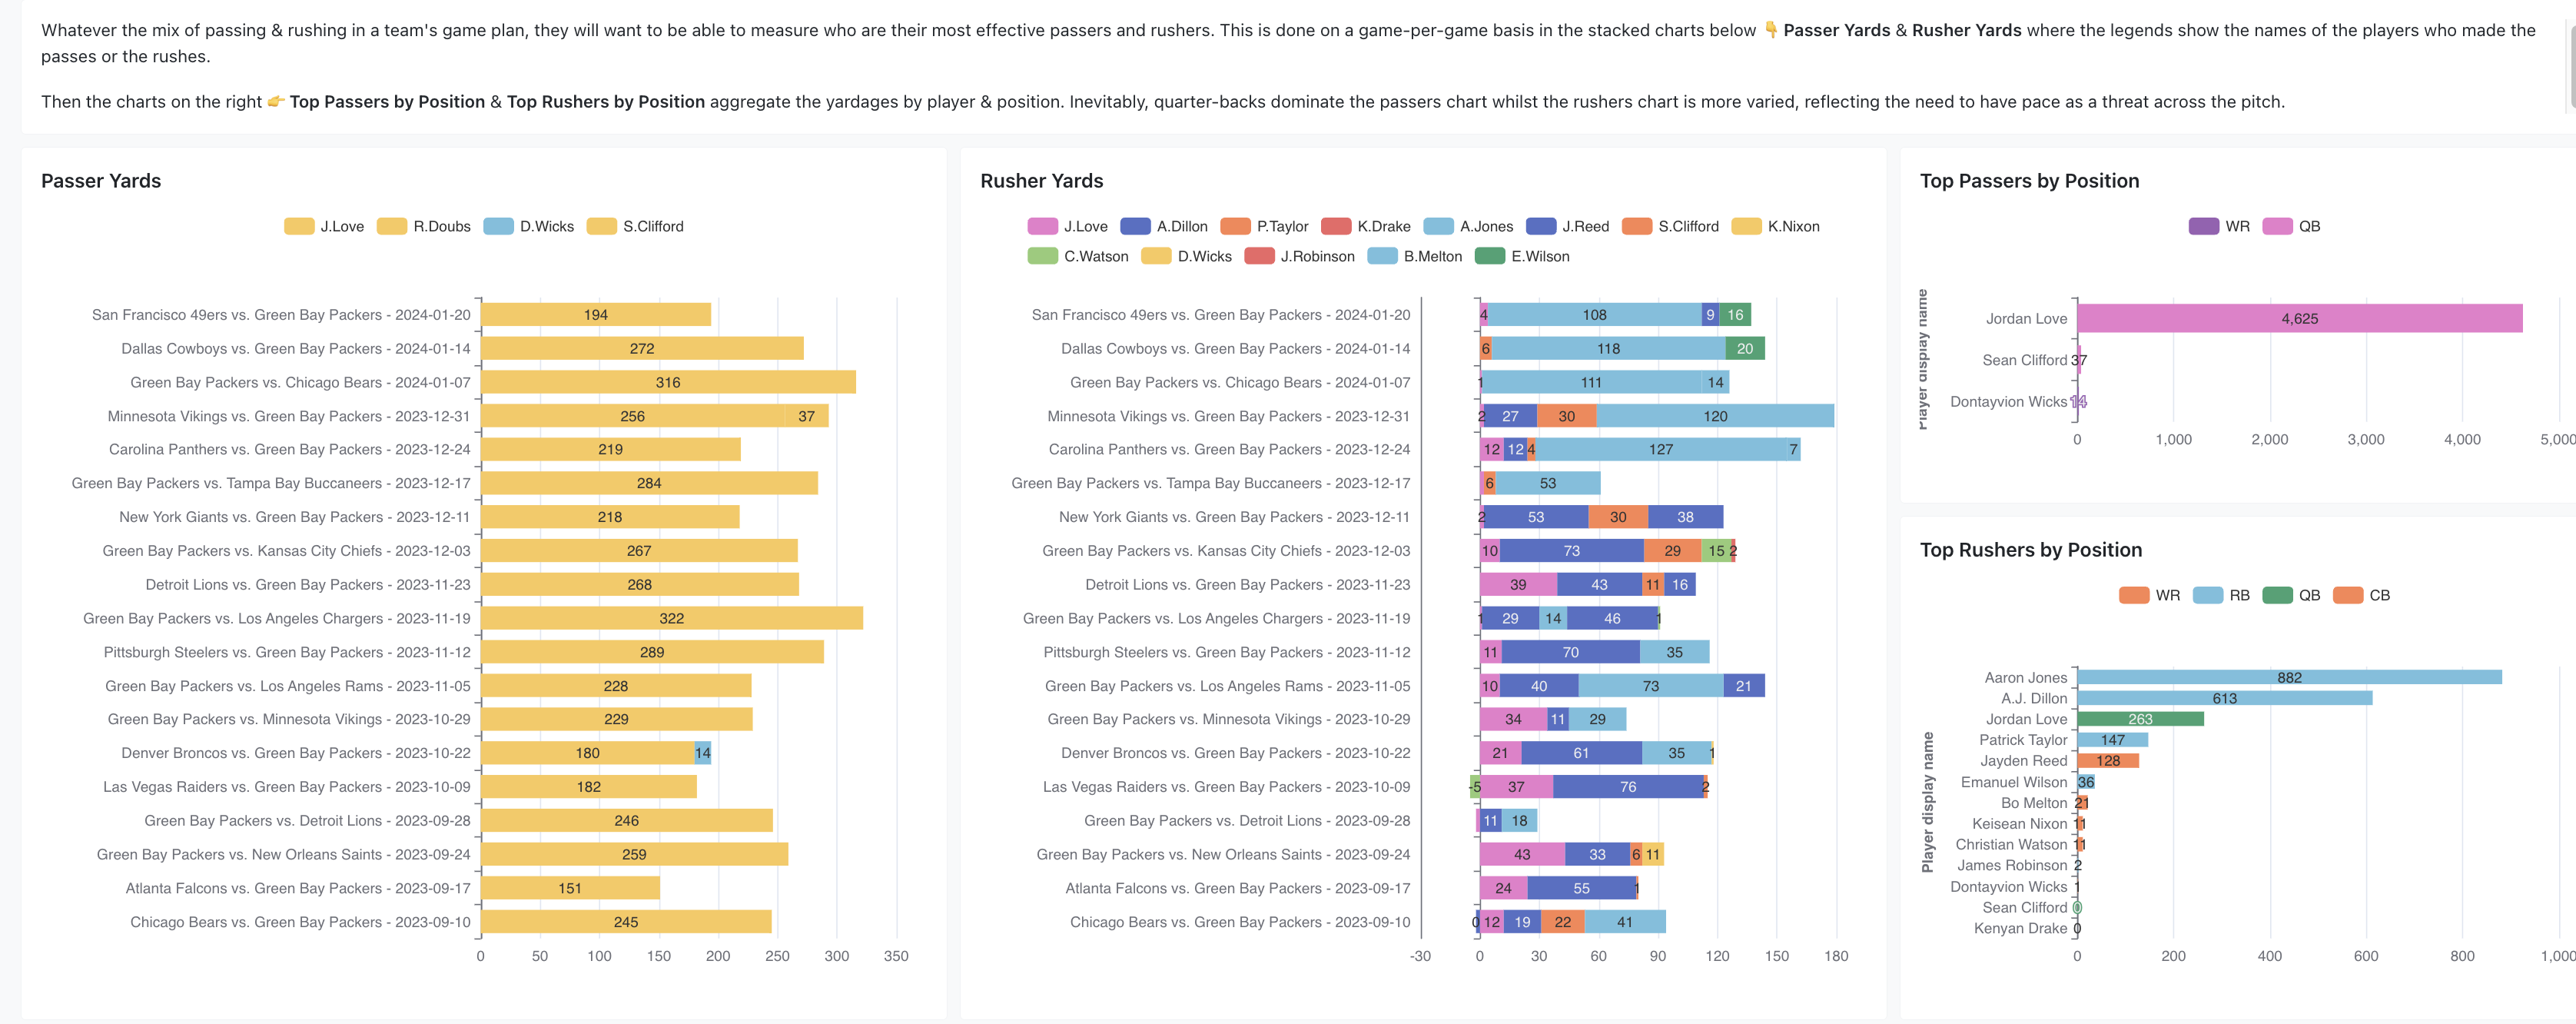 Whatever the mix of passing & rushing in a team's game plan, they will want to be able to measure who are their most effective passers and rushers. This is done on a game-per-game basis in the stacked charts below 👇 Passer Yards & Rusher Yards where the legends show the names of the players who made the
passes or the rushes.
Then the charts on the right 👉 Top Passers by Position & Top Rushers by Position aggregate the yardages by player & position. Inevitably, quarter-backs dominate the passers chart whilst the rushers chart is more varied, reflecting the need to have pace as a threat across the pitch.
Passer Yards
J.Love R.Doubs D.Wicks S.Clifford
San Francisco 49ers vs. Green Bay Packers - 2024-01-20 194
Dallas Cowboys vs. Green Bay Packers - 2024-01-14 272
Green Bay Packers vs. Chicago Bears - 2024-01-07 316
Minnesota Vikings vs. Green Bay Packers - 2023-12-31 256 37
Carolina Panthers vs. Green Bay Packers - 2023-12-24 219
Green Bay Packers vs. Tampa Bay Buccaneers - 2023-12-17 284
New York Giants vs. Green Bay Packers - 2023-12-11 218
Green Bay Packers vs. Kansas City Chiefs - 2023-12-03 267
Detroit Lions vs. Green Bay Packers - 2023-11-23 268
Green Bay Packers vs. Los Angeles Chargers - 2023-11-19 322
Pittsburgh Steelers vs. Green Bay Packers - 2023-11-12 289
Green Bay Packers vs. Los Angeles Rams - 2023-11-05 228
Green Bay Packers vs. Minnesota Vikings - 2023-10-29 229
Denver Broncos vs. Green Bay Packers - 2023-10-22 180 14
Las Vegas Raiders vs. Green Bay Packers - 2023-10-09 182
Green Bay Packers vs. Detroit Lions - 2023-09-28 246
Green Bay Packers vs. New Orleans Saints - 2023-09-24 259
Atlanta Falcons vs. Green Bay Packers - 2023-09-17 151
Chicago Bears vs. Green Bay Packers - 2023-09-10 245
0 50 100 150 200 250 300 350
Rusher Yards
J.Love A.Dillon P.Taylor K.Drake A.Jones J.Reed S.Clifford K.Nixon
C.Watson D.Wicks J.Robinson B.Melton E.Wilson
San Francisco 49ers vs. Green Bay Packers - 2024-01-20 4 108 9 16
Dallas Cowboys vs. Green Bay Packers - 2024-01-14 6 118 20
Green Bay Packers vs. Chicago Bears - 2024-01-07 1 111 14
Minnesota Vikings vs. Green Bay Packers - 2023-12-31 2 27 30 120
Carolina Panthers vs. Green Bay Packers - 2023-12-24 12 12 4 127 7
Green Bay Packers vs. Tampa Bay Buccaneers - 2023-12-17 6 53
New York Giants vs. Green Bay Packers - 2023-12-11 2 53 30 38
Green Bay Packers vs. Kansas City Chiefs - 2023-12-03 10 73 29 15 2
Detroit Lions vs. Green Bay Packers - 2023-11-23 39 43 11 16
Green Bay Packers vs. Los Angeles Chargers - 2023-11-19 1 29 14 46 1
Pittsburgh Steelers vs. Green Bay Packers - 2023-11-12 11 70 35
Green Bay Packers vs. Los Angeles Rams - 2023-11-05 10 40 73 21
Green Bay Packers vs. Minnesota Vikings - 2023-10-29 34 11 29
Denver Broncos vs. Green Bay Packers - 2023-10-22 21 61 35 1
Las Vegas Raiders vs. Green Bay Packers - 2023-10-09 -5 37 76 2
Green Bay Packers vs. Detroit Lions - 2023-09-28 11 18
Green Bay Packers vs. New Orleans Saints - 2023-09-24 43 33 6 11
Atlanta Falcons vs. Green Bay Packers - 2023-09-17 24 55 1
Chicago Bears vs. Green Bay Packers - 2023-09-10 0 12 19 22 41
-30 0 30 60 90 120 150 180
Top Passers by Position
WR QB
Player display name
Jordan Love 4,625
Sean Clifford 37
Dontayvion Wicks 14
0 1,000 2,000 3,000 4,000 5,000
Top Rushers by Position
WR RB QB CB
Player display name
Aaron Jones 882
A.J. Dillon 613
Jordan Love 263
Patrick Taylor 147
Jayden Reed 128
Emanuel Wilson 36
Bo Melton 21
Keisean Nixon 11
Christian Watson 11
James Robinson 2
Dontayvion Wicks 1
Sean Clifford 0
Kenyan Drake 0
0 200 400 600 800 1,000